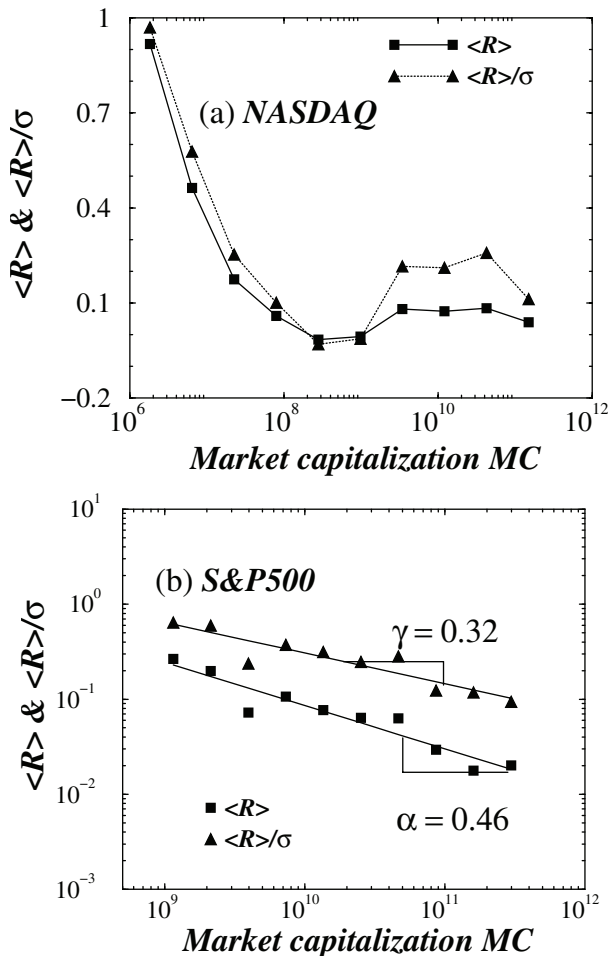 1
0.7
0.4
0.1
−0.2
<R> & <R>/σ
<R>
<R>/σ
(a) NASDAQ
10^6 10^8 10^10 10^12
Market capitalization MC
10^1
10^0
10^−1
10^−2
10^−3
<R> & <R>/σ
(b) S&P500
γ = 0.32
α = 0.46
<R>
<R>/σ
10^9 10^10 10^11 10^12
Market capitalization MC